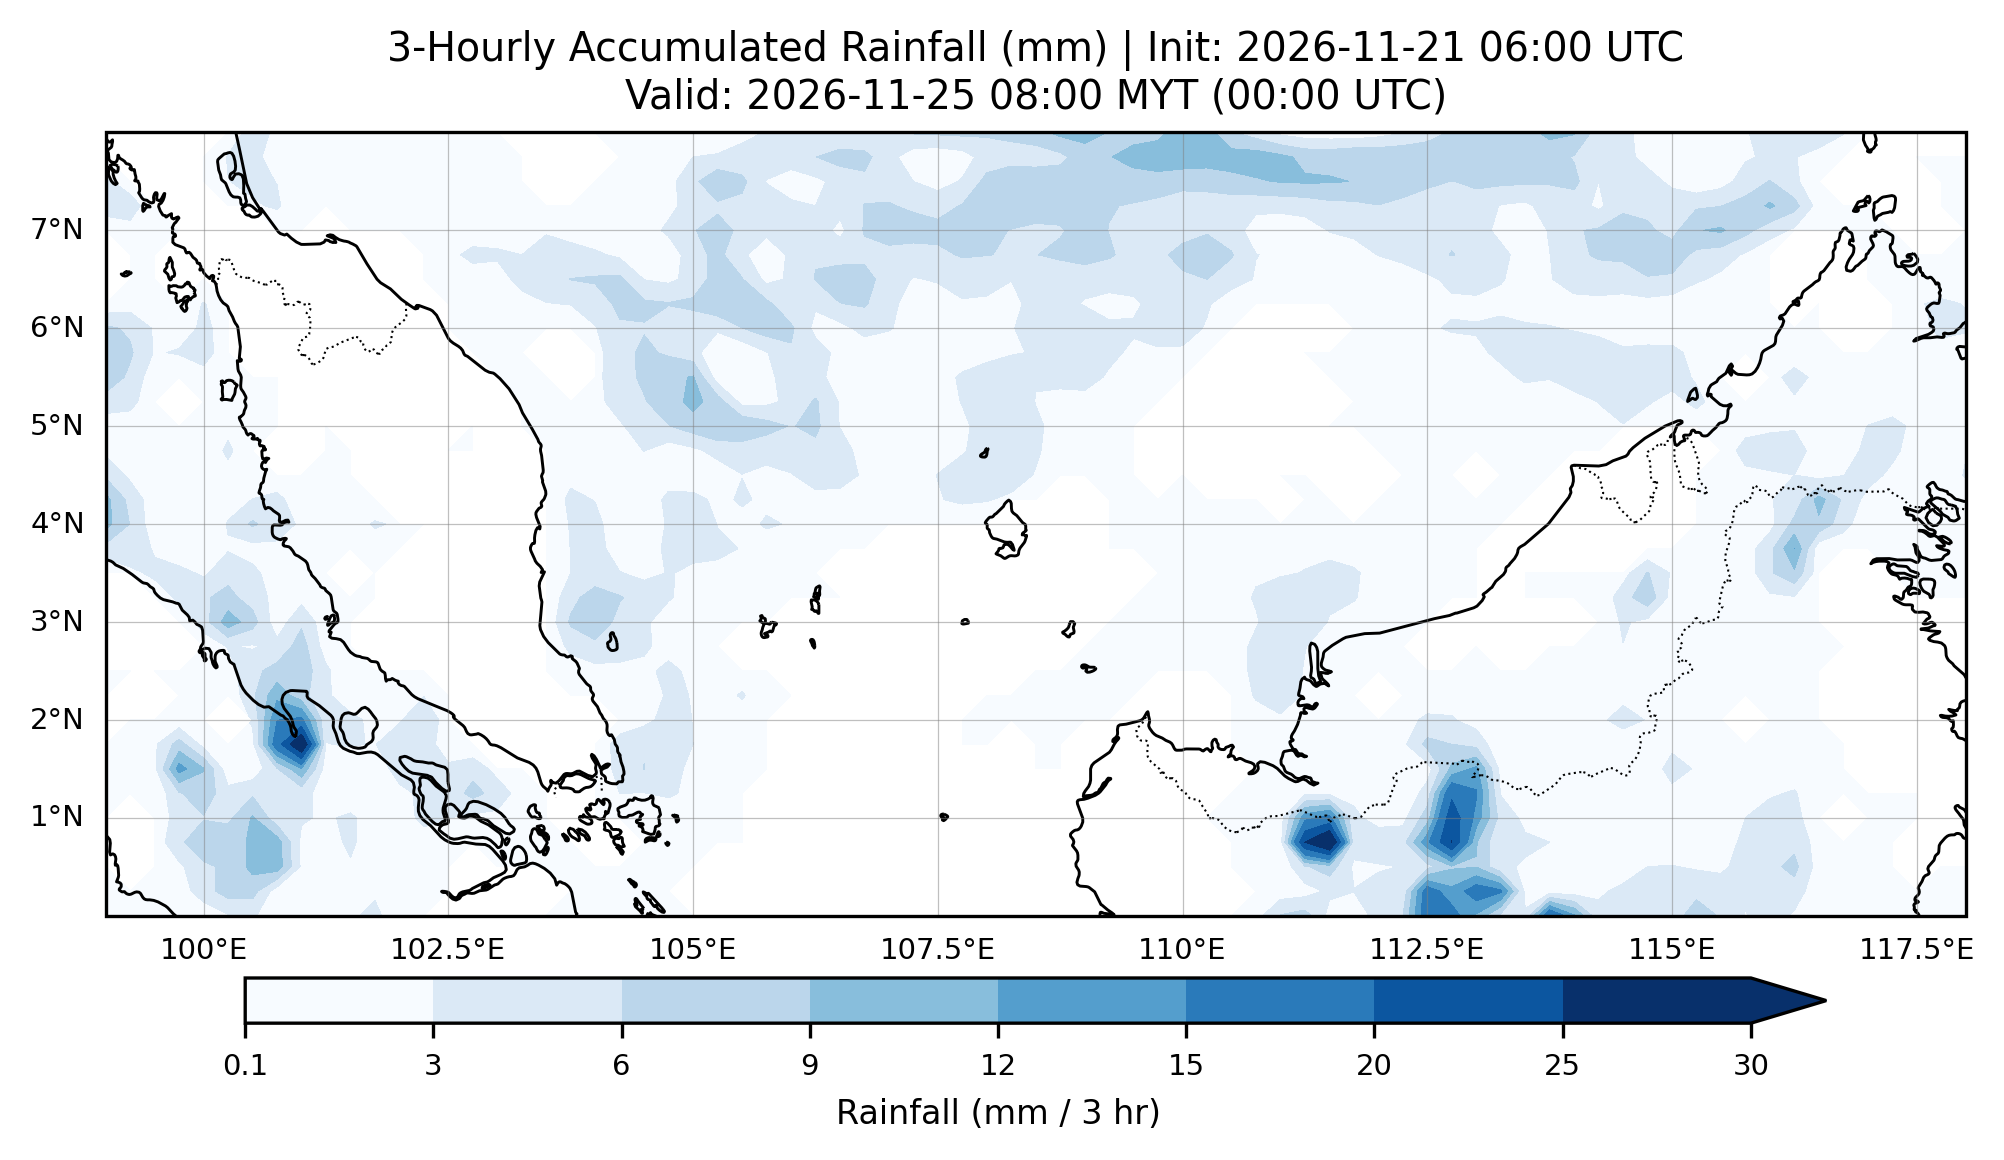 3-Hourly Accumulated Rainfall (mm) | Init: 2026-11-21 06:00 UTC
Valid: 2026-11-25 08:00 MYT (00:00 UTC)
7°N
6°N
5°N
4°N
3°N
2°N
1°N
100°E 102.5°E 105°E 107.5°E 110°E 112.5°E 115°E 117.5°E
0.1 3 6 9 12 15 20 25 30
Rainfall (mm / 3 hr)